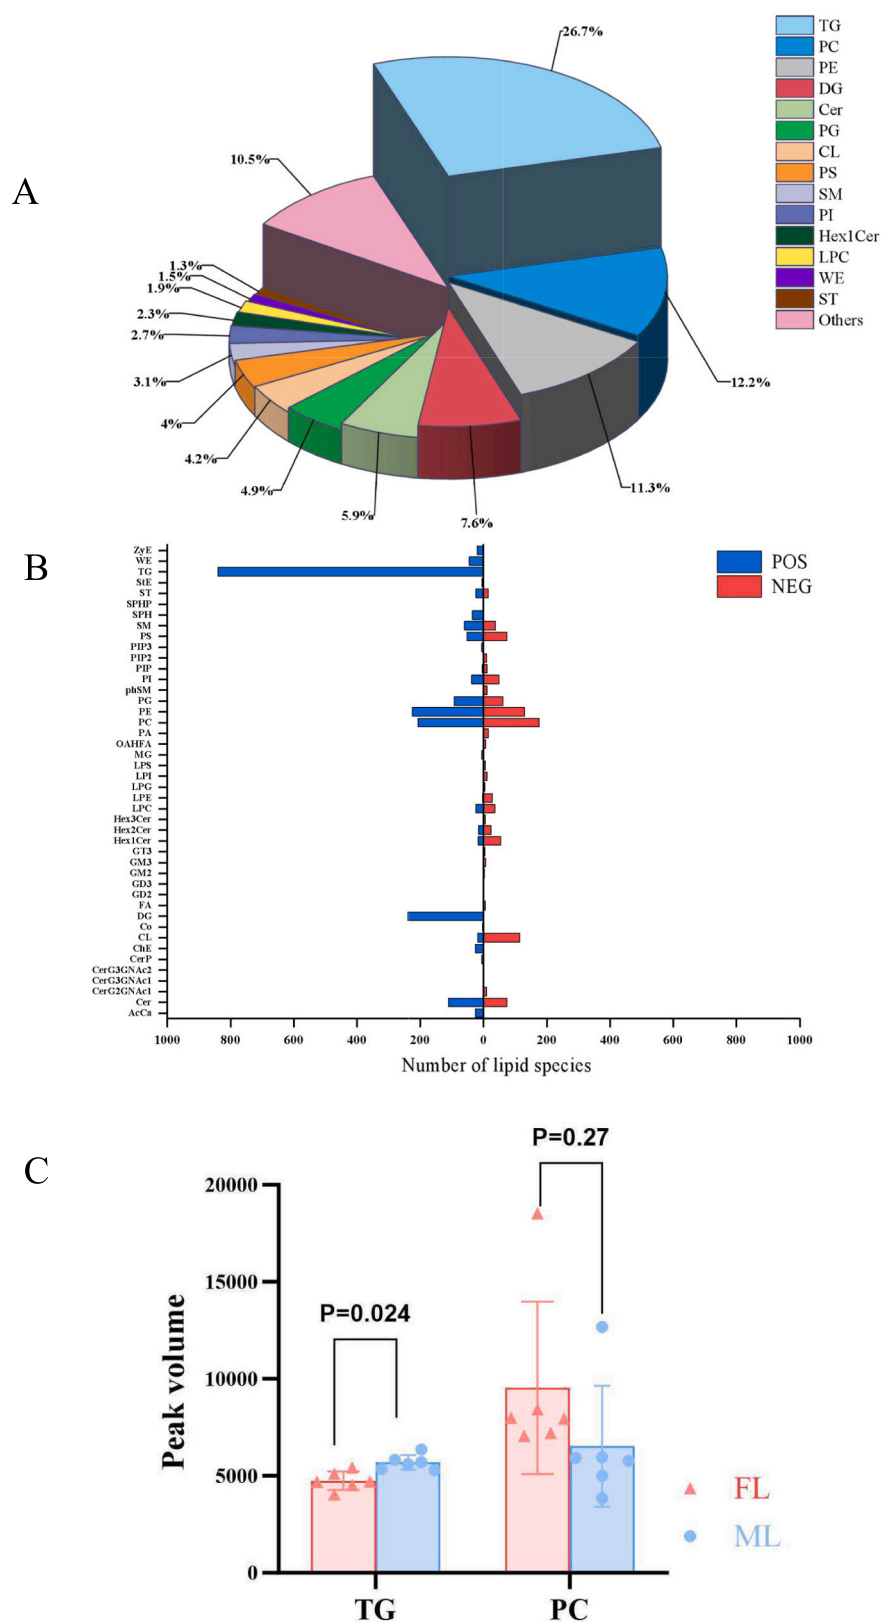 A
26.7%
12.2%
11.3%
7.6%
5.9%
4.9%
4.2%
4%
3.1%
2.7%
2.3%
1.9%
1.5%
1.3%
10.5%
TG
PC
PE
DG
Cer
PG
CL
PS
SM
PI
Hex1Cer
LPC
WE
ST
Others
B
ZyE
WE
TG
StE
ST
SPHP
SPH
SM
PS
PIP3
PIP2
PIP
PI
phSM
PG
PE
PC
PA
OAHFA
MG
LPS
LPI
LPG
LPE
LPC
Hex3Cer
Hex2Cer
Hex1Cer
GT3
GM3
GM2
GD3
GD2
FA
DG
Co
CL
ChE
CerP
CerG3GNAc2
CerG3GNAc1
CerG2GNAc1
Cer
AcCa
POS
NEG
1000 800 600 400 200 0 200 400 600 800 1000
Number of lipid species
C
P=0.27
P=0.024
20000
15000
10000
5000
0
Peak volume
TG PC
FL
ML